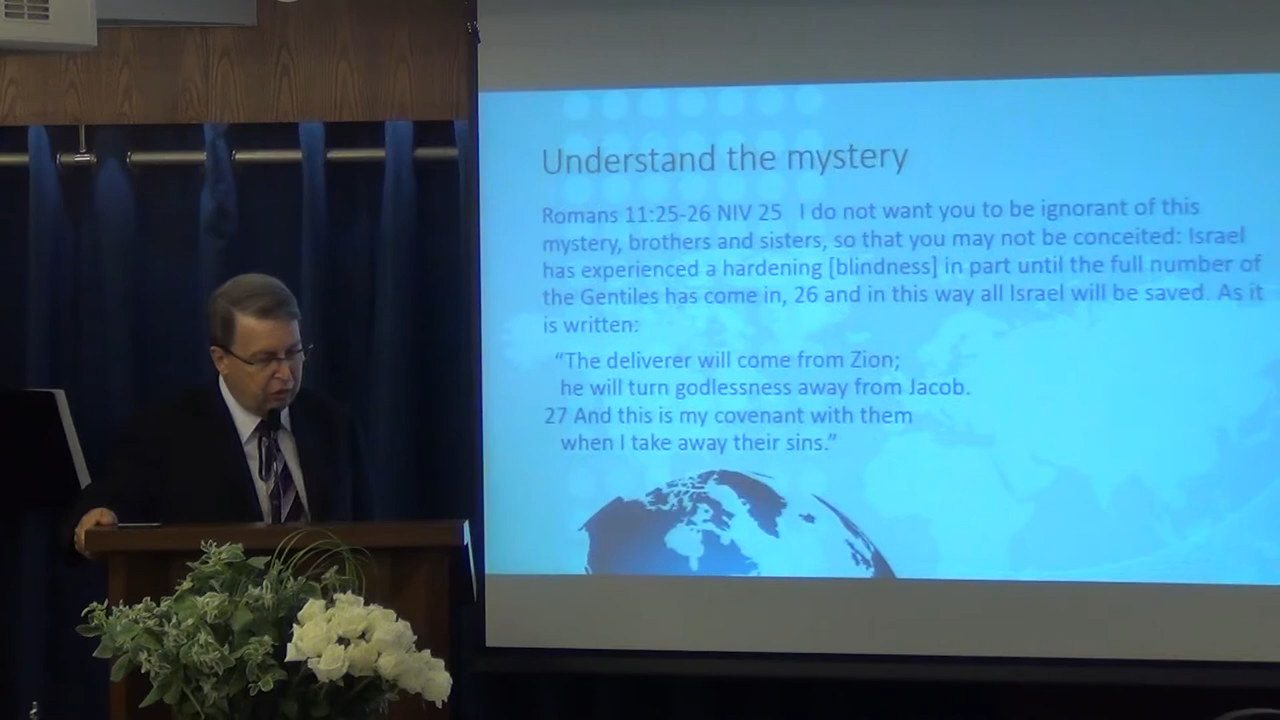 Understand the mystery
Romans 11:25-26 NIV 25 I do not want you to be ignorant of this
mystery, brothers and sisters, so that you may not be conceited: Israel
has experienced a hardening [blindness] in part until the full number of
the Gentiles has come in, 26 and in this way all Israel will be saved. As it
is written:
“The deliverer will come from Zion;
he will turn godlessness away from Jacob.
27 And this is my covenant with them
when I take away their sins.”